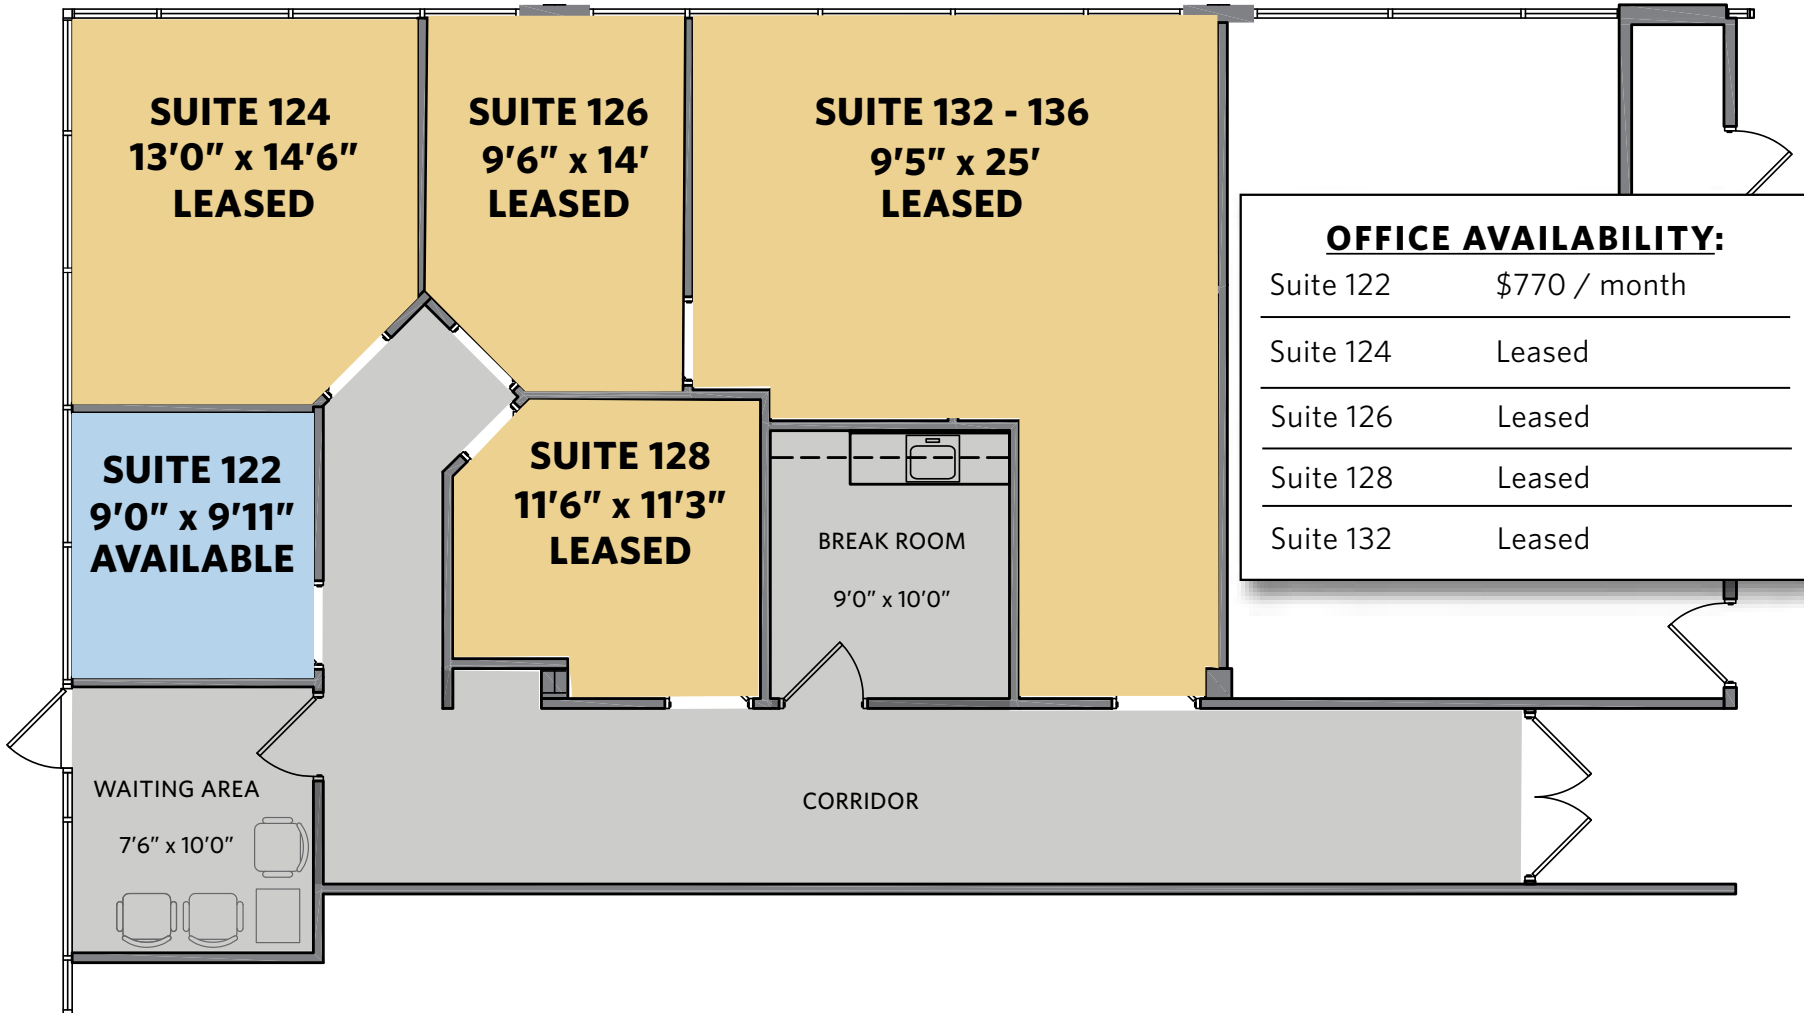 SUITE 124
13'0" x 14'6"
LEASED
SUITE 126
9'6" x 14'
LEASED
SUITE 132 - 136
9'5" x 25'
LEASED
OFFICE AVAILABILITY:
Suite 122 $770 / month
Suite 124 Leased
Suite 126 Leased
Suite 128 Leased
Suite 132 Leased
SUITE 122
9'0" x 9'11"
AVAILABLE
SUITE 128
11'6" x 11'3"
LEASED
BREAK ROOM
9'0" x 10'0"
WAITING AREA
7'6" x 10'0"
CORRIDOR